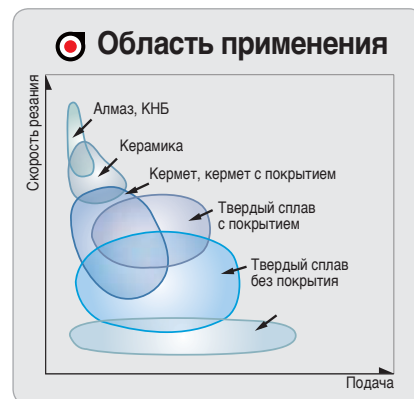 Область применения
Скорость резания
Алмаз, КНБ
Керамика
Кермет, кермет с покрытием
Твердый сплав
с покрытием
Твердый сплав
без покрытия
Подача